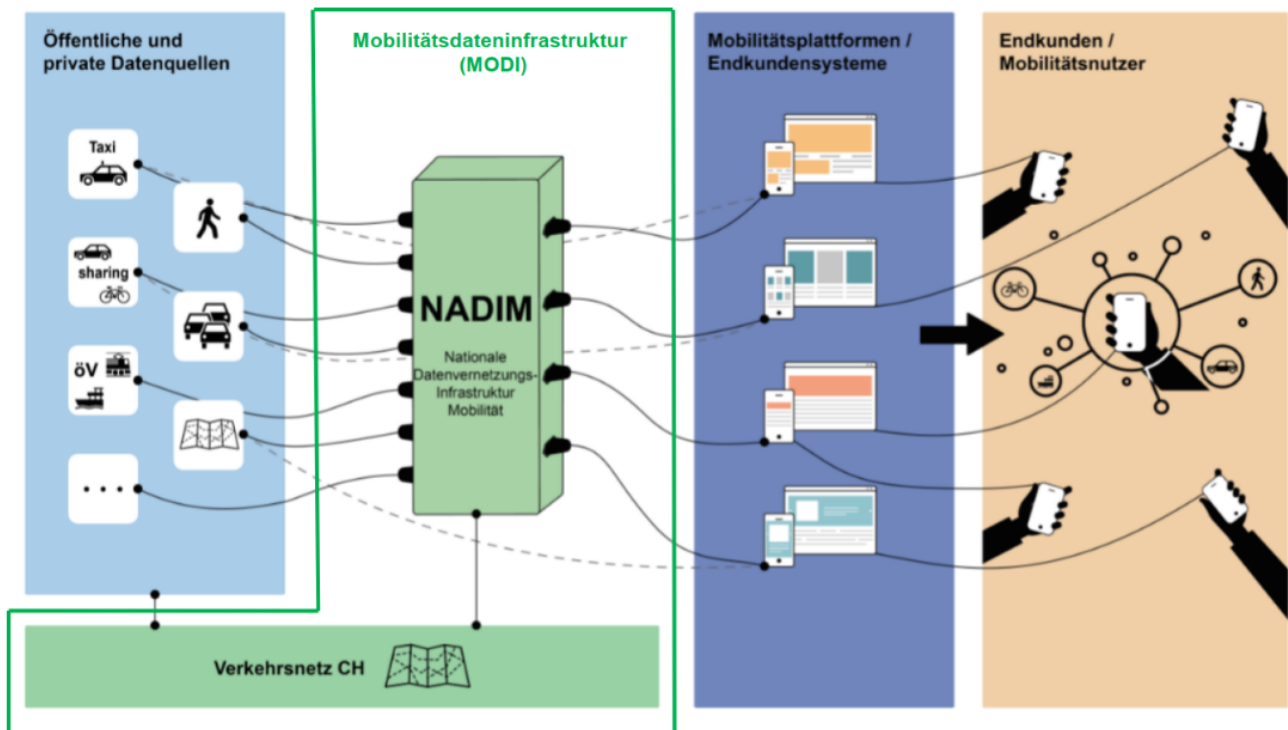 Öffentliche und
private Datenquellen
Mobilitätsdateninfrastruktur
(MODI)
Mobilitätsplattformen /
Endkundensysteme
Endkunden /
Mobilitätsnutzer
Taxi
sharing
öV
...
NADIM
Nationale
Datenvernetzungs-
Infrastruktur
Mobilität
Verkehrsnetz CH